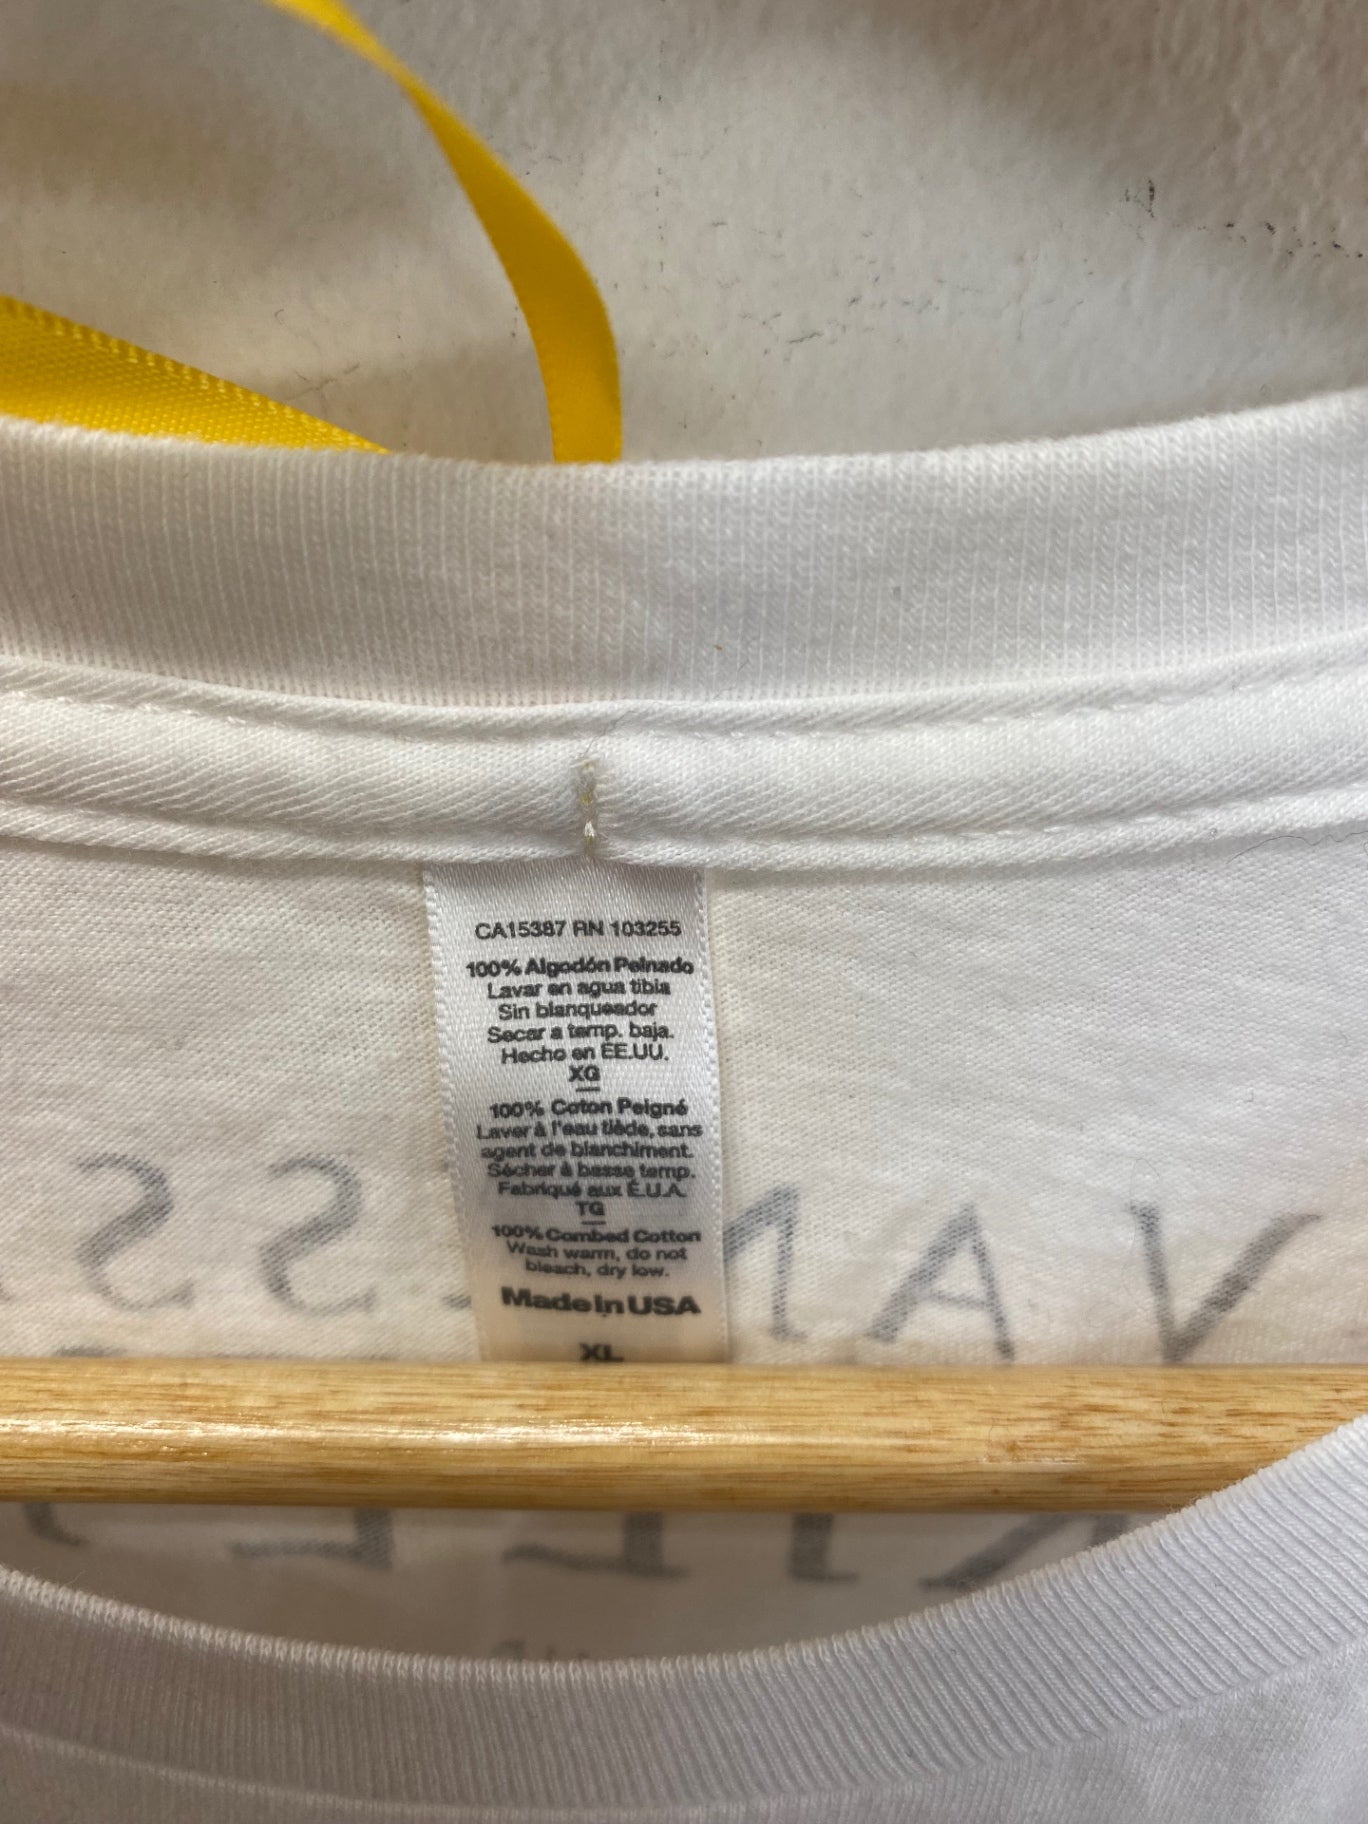 CA15387 RN 103255
100% Algodón Peinado
Lavar en agua tibia
Sin blanqueador
Secar a temp. baja.
Hecho en EE.UU.
XG
100% Coton Peigné
Laver à l'eau tiède, sans
agent de blanchiment.
Sécher à basse temp.
Fabriqué aux É.U.A.
TG
100% Combed Cotton
Wash warm, do not
bleach, dry low.
Made in USA
XL